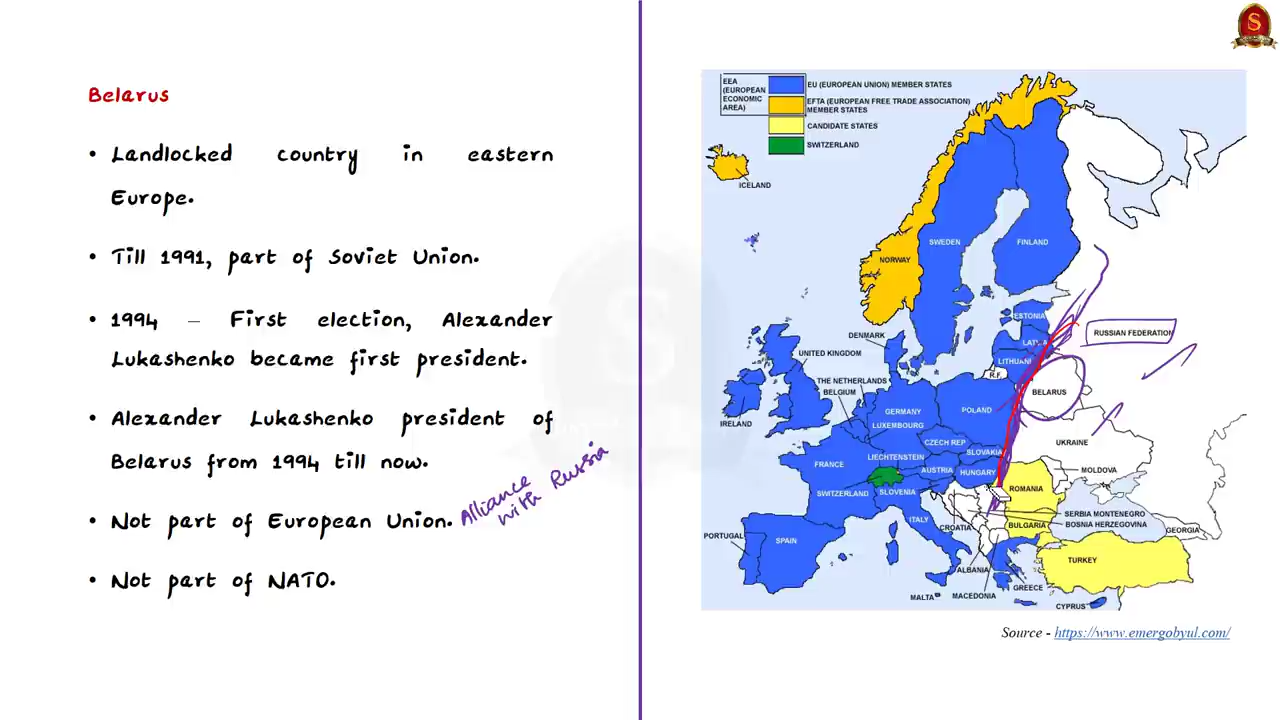 Belarus
• Landlocked country in eastern
Europe.
• Till 1991, part of Soviet Union.
• 1994 – First election, Alexander
Lukashenko became first president.
• Alexander Lukashenko president of
Belarus from 1994 till now.
• Not part of European Union.
Alliance
with Russia
• Not part of NATO.
S
EEA
(EUROPEAN
ECONOMIC
AREA)
EU (EUROPEAN UNION) MEMBER STATES
EFTA (EUROPEAN FREE TRADE ASSOCIATION)
MEMBER STATES
CANDIDATE STATES
SWITZERLAND
ICELAND
SWEDEN
FINLAND
NORWAY
ESTONIA
RUSSIAN FEDERATION
DENMARK
LATVIA
UNITED KINGDOM
LITHUANI
R.F.
THE NETHERLANDS
BELGIUM
BELARUS
IRELAND
GERMANY
POLAND
LUXEMBOURG
CZECH REP
UKRAINE
SLOVAKIA
LIECHTENSTEIN
FRANCE
AUSTRIA
HUNGARY
MOLDOVA
SWITZERLAND
SLOVENIA
ROMANIA
SERBIA MONTENEGRO
BOSNIA HERZEGOVINA
ITALY
CROATIA
BULGARIA
GEORGIA
PORTUGAL
SPAIN
TURKEY
ALBANIA
GREECE
MALTA
MACEDONIA
CYPRUS
Source - https://www.emergobyul.com/